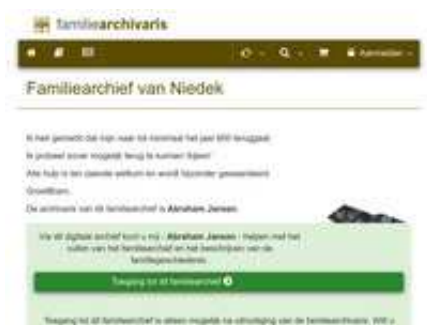 familiearchivaris
Aanmelden
Familiearchief van Niedek
Ik heb gemerkt dat mijn naam tot minimaal het jaar 600 teruggaat.
Ik probeer zover mogelijk terug te kunnen kijken!
Alle hulp is ten zeerste welkom en wordt bijzonder gewaardeerd.
De archivaris van dit familiearchief is Abraham Jansen.
Via dit digitale archief kunt u mij - Abraham Jansen - helpen met het
vullen van het familiearchief en het beschrijven van de
familiegeschiedenis.
Toegang tot dit familiearchief
Toegang tot dit familiearchief is alleen mogelijk na uitnodiging van de familiearchivaris. Wilt u